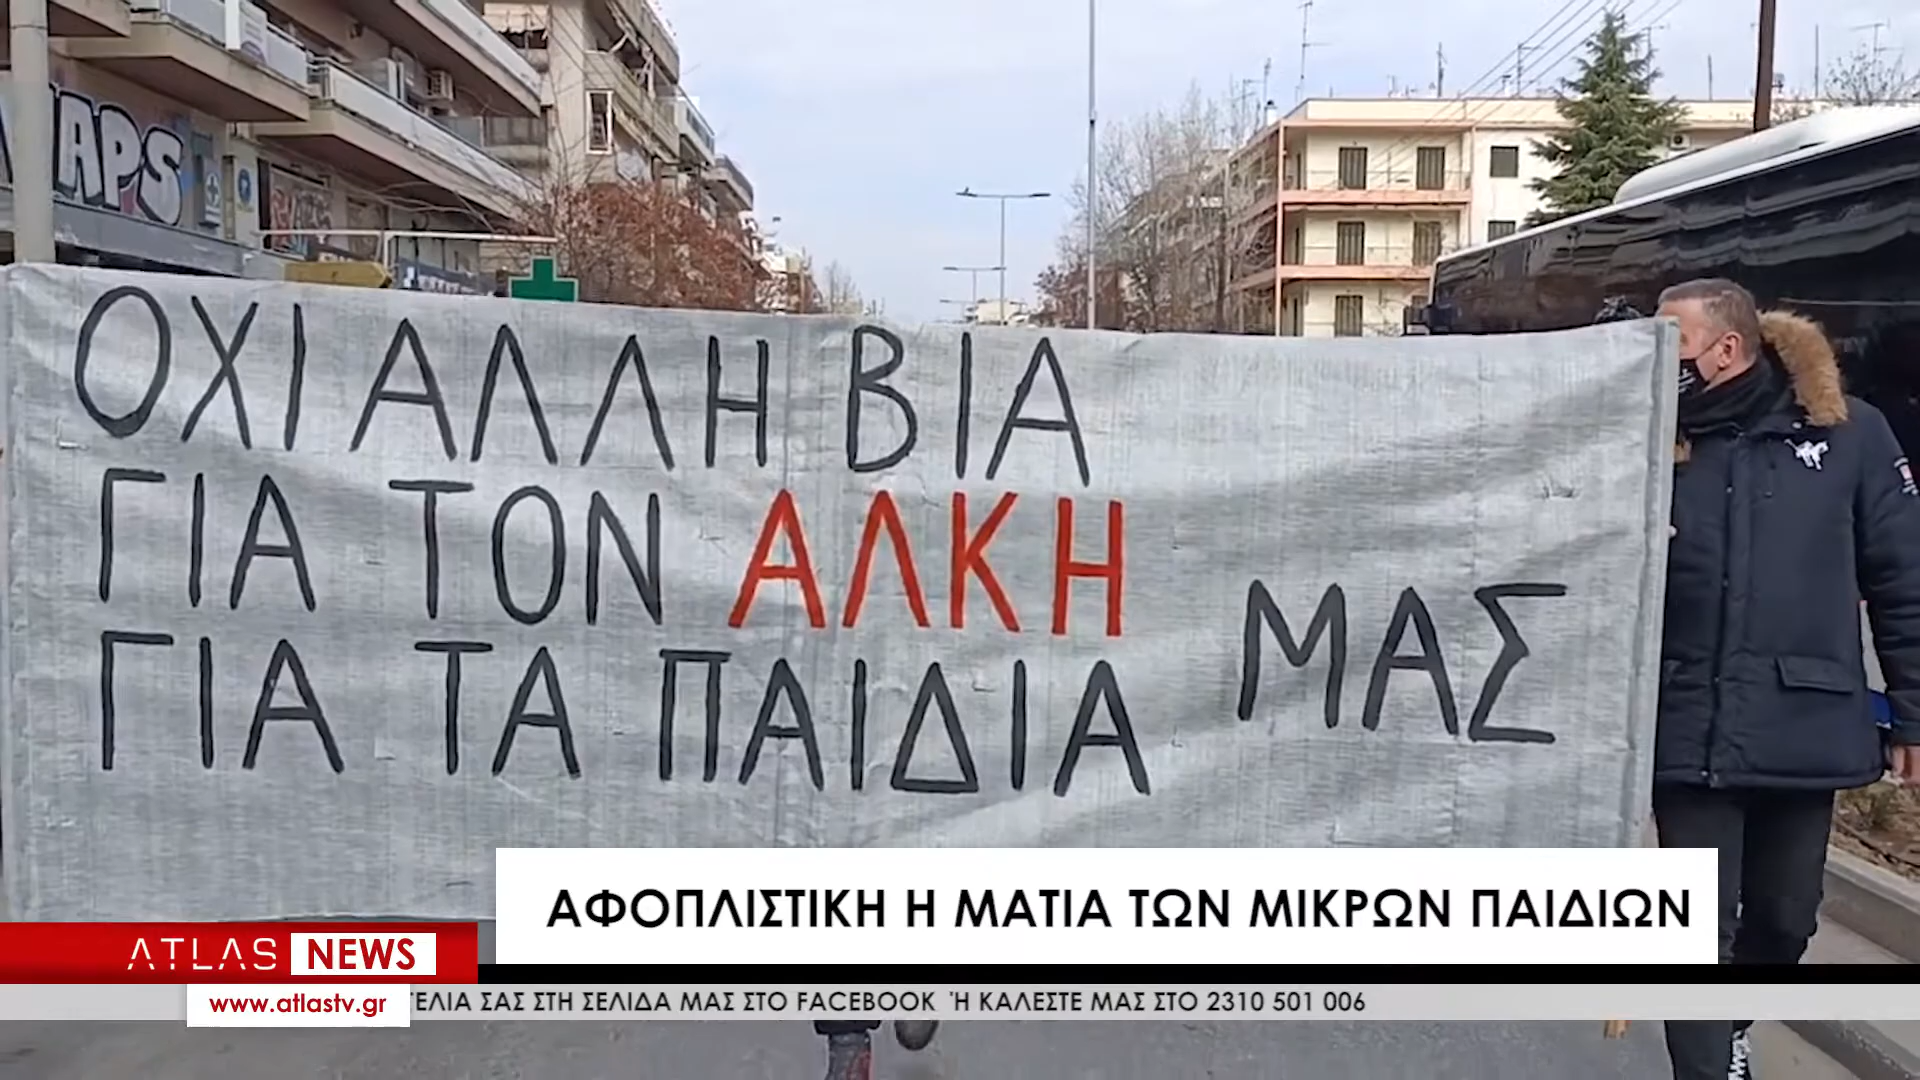 APS
ΟΧΙ ΑΛΛΗ ΒΙΑ
ΓΙΑ ΤΟΝ ΑΛΚΗ
ΓΙΑ ΤΑ ΠΑΙΔΙΑ ΜΑΣ
ΑΦΟΠΛΙΣΤΙΚΗ Η ΜΑΤΙΑ ΤΩΝ ΜΙΚΡΩΝ ΠΑΙΔΙΩΝ
ATLAS NEWS
www.atlastv.gr
ΣΑΣ ΣΤΗ ΣΕΛΙΔΑ ΜΑΣ ΣΤΟ FACEBOOK Ή ΚΑΛΕΣΤΕ ΜΑΣ ΣΤΟ 2310 501 006